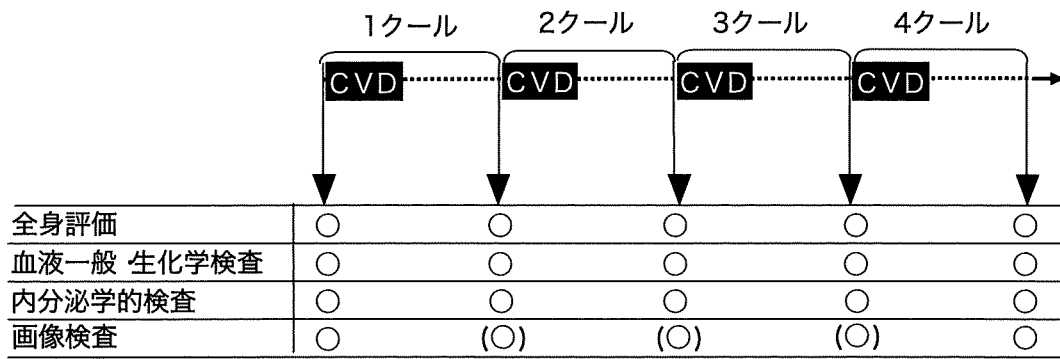 1クール 2クール 3クール 4クール
CVD CVD CVD CVD
全身評価 ○ ○ ○ ○ ○
血液一般・生化学検査 ○ ○ ○ ○ ○
内分泌学的検査 ○ ○ ○ ○ ○
画像検査 ○ (○) (○) (○) ○